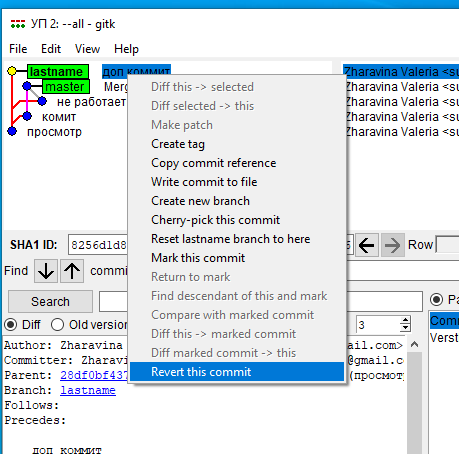 УП 2: --all - gitk
File Edit View Help
lastname доп коммит
master Merg
не работает
комит
просмотр
Zharavina Valeria <su
Zharavina Valeria <su
Zharavina Valeria <su
Zharavina Valeria <su
Zharavina Valeria <su
Diff this -> selected
Diff selected -> this
Make patch
Create tag
Copy commit reference
Write commit to file
Create new branch
Cherry-pick this commit
Reset lastname branch to here
Mark this commit
Return to mark
Find descendant of this and mark
Compare with marked commit
Diff this -> marked commit
Diff marked commit -> this
Revert this commit
SHA1 ID: 8256d1d8
Row
Find commi
Search
Diff Old version
3
Pa
Comm
Verst
Author: Zharavina ail.com>
Committer: Zharavi @gmail.co
Parent: 28df0bf437 (просмотр
Branch: lastname
Follows:
Precedes:
доп коммит